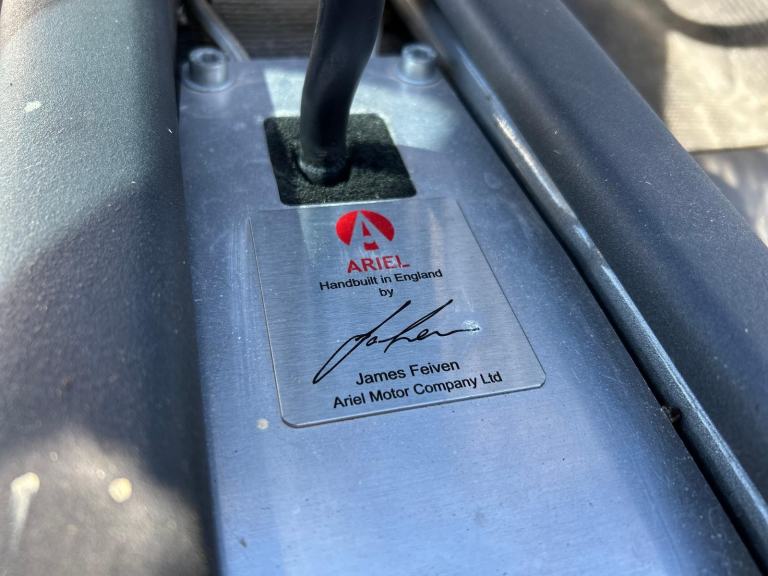 ARIEL
Handbuilt in England
by
James Feiven
Ariel Motor Company Ltd